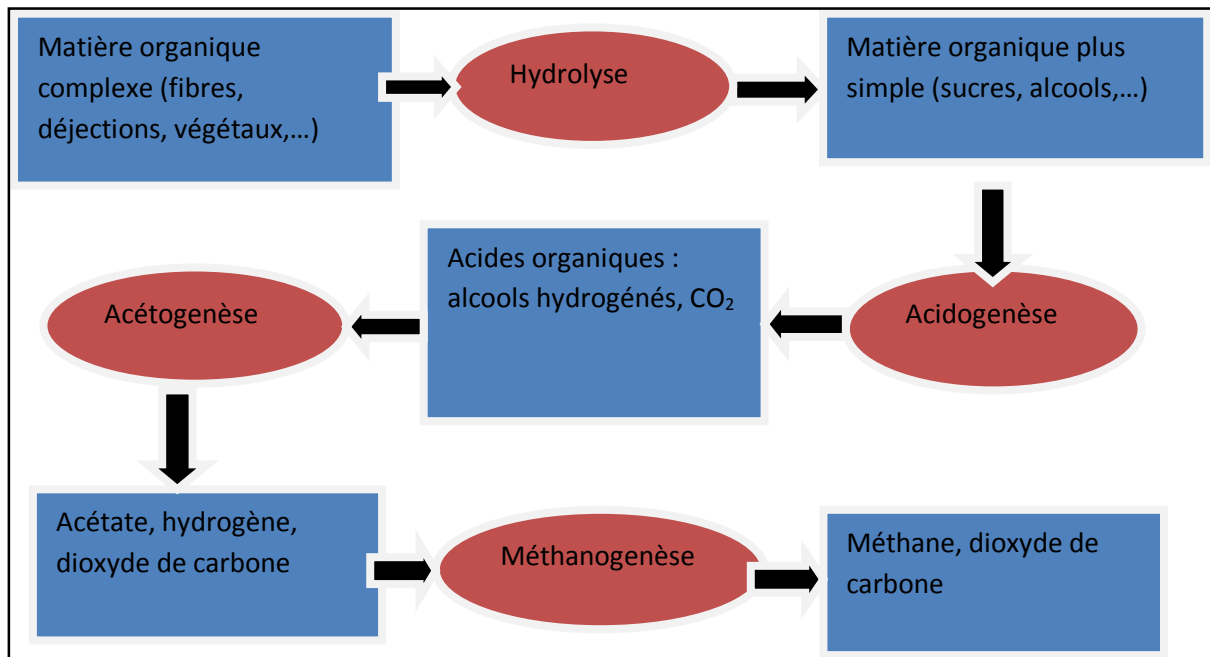 Matière organique
complexe (fibres,
déjections, végétaux,…)
Hydrolyse
Matière organique plus
simple (sucres, alcools,…)
Acidogenèse
Acides organiques :
alcools hydrogénés, CO₂
Acétogenèse
Acétate, hydrogène,
dioxyde de carbone
Méthanogenèse
Méthane, dioxyde de
carbone